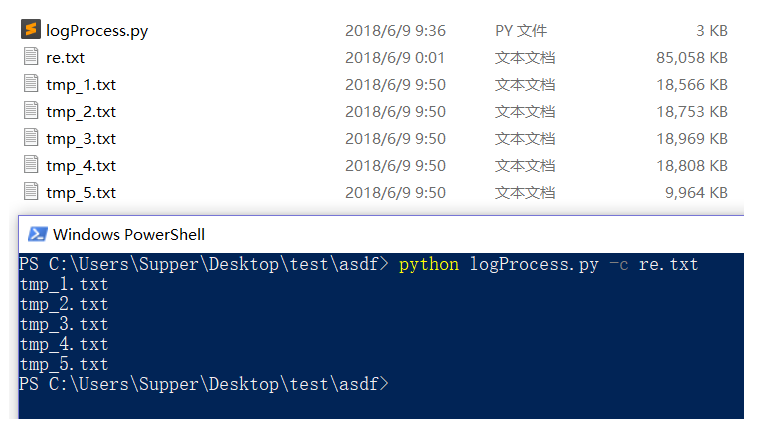 logProcess.py 2018/6/9 9:36 PY 文件 3 KB
re.txt 2018/6/9 0:01 文本文档 85,058 KB
tmp_1.txt 2018/6/9 9:50 文本文档 18,566 KB
tmp_2.txt 2018/6/9 9:50 文本文档 18,753 KB
tmp_3.txt 2018/6/9 9:50 文本文档 18,969 KB
tmp_4.txt 2018/6/9 9:50 文本文档 18,808 KB
tmp_5.txt 2018/6/9 9:50 文本文档 9,964 KB
Windows PowerShell
PS C:\Users\Supper\Desktop\test\asdf> python logProcess.py -c re.txt
tmp_1.txt
tmp_2.txt
tmp_3.txt
tmp_4.txt
tmp_5.txt
PS C:\Users\Supper\Desktop\test\asdf>